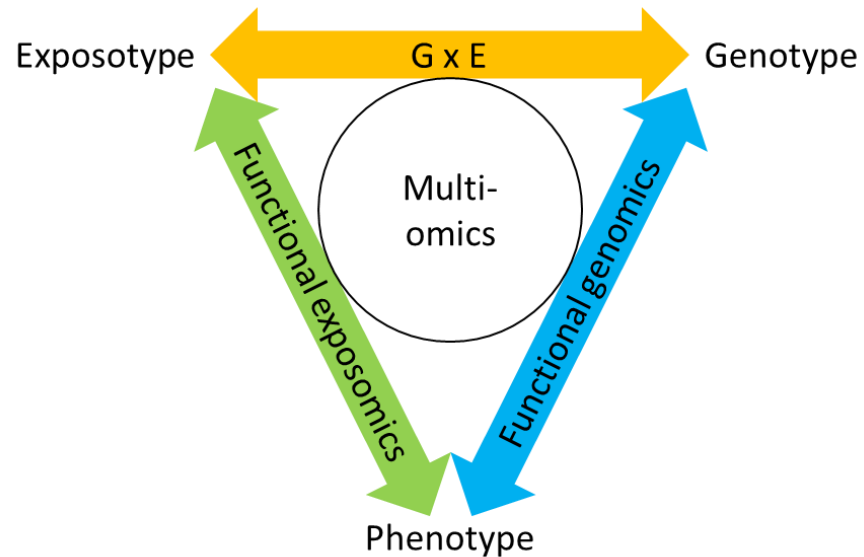 Exposotype
G x E
Genotype
Functional exposomics
Multi-
omics
Functional genomics
Phenotype